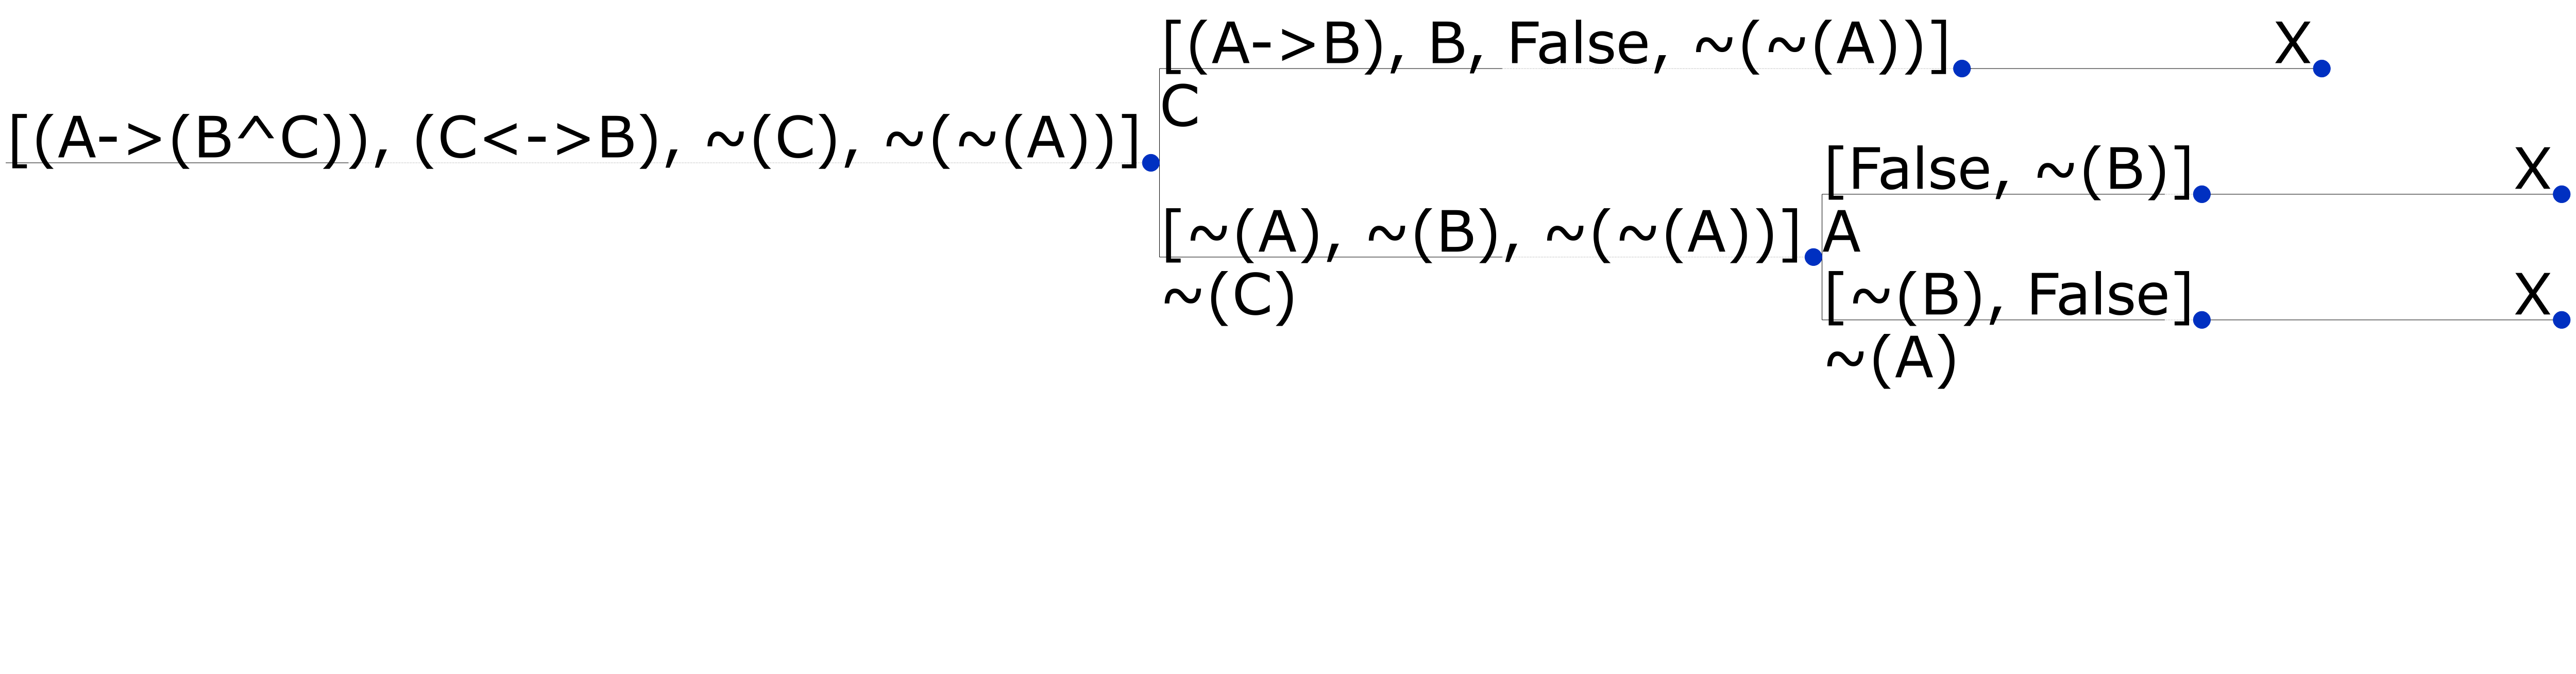 [(A->B), B, False, ~(~(A))]
X
C
[(A->(B^C)), (C<->B), ~(C), ~(~(A))]
[False, ~(B)]
X
[~(A), ~(B), ~(~(A))]
A
~(C)
[~(B), False]
X
~(A)